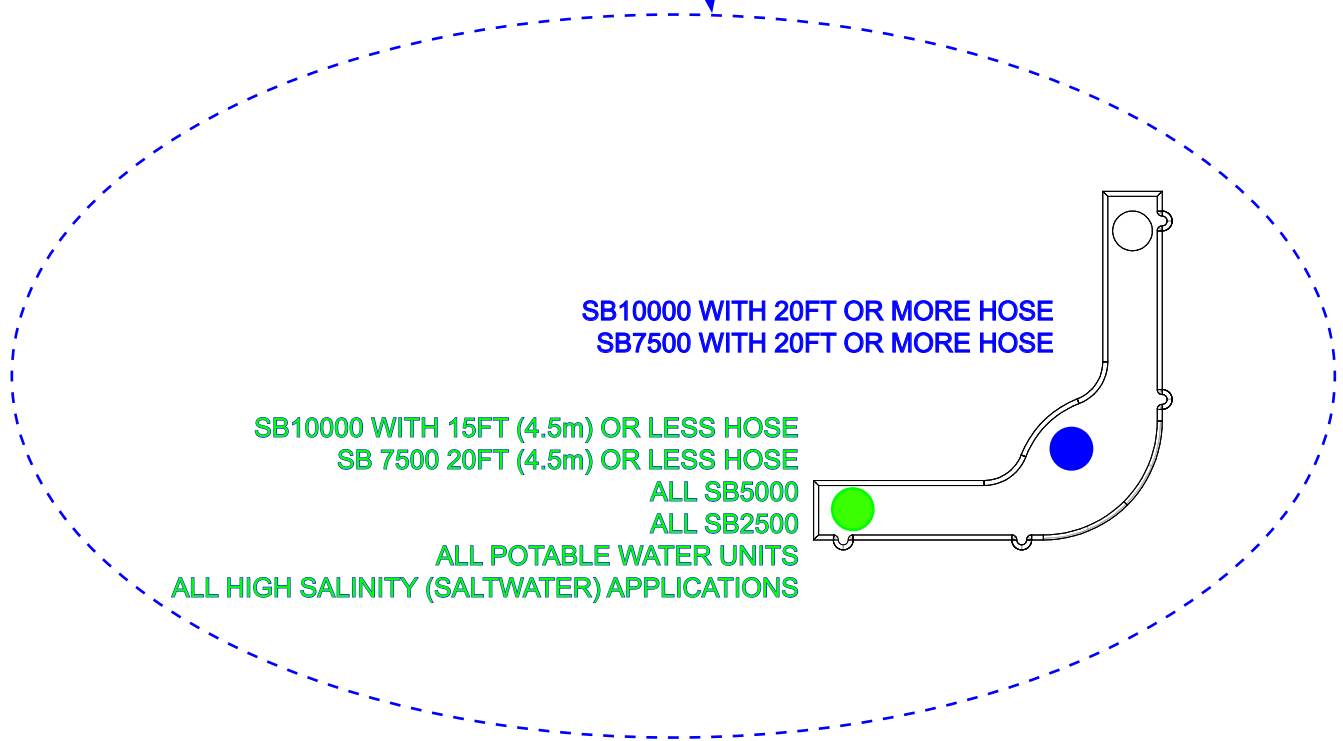 SB10000 WITH 20FT OR MORE HOSE
SB7500 WITH 20FT OR MORE HOSE
SB10000 WITH 15FT (4.5m) OR LESS HOSE
SB 7500 20FT (4.5m) OR LESS HOSE
ALL SB5000
ALL SB2500
ALL POTABLE WATER UNITS
ALL HIGH SALINITY (SALTWATER) APPLICATIONS